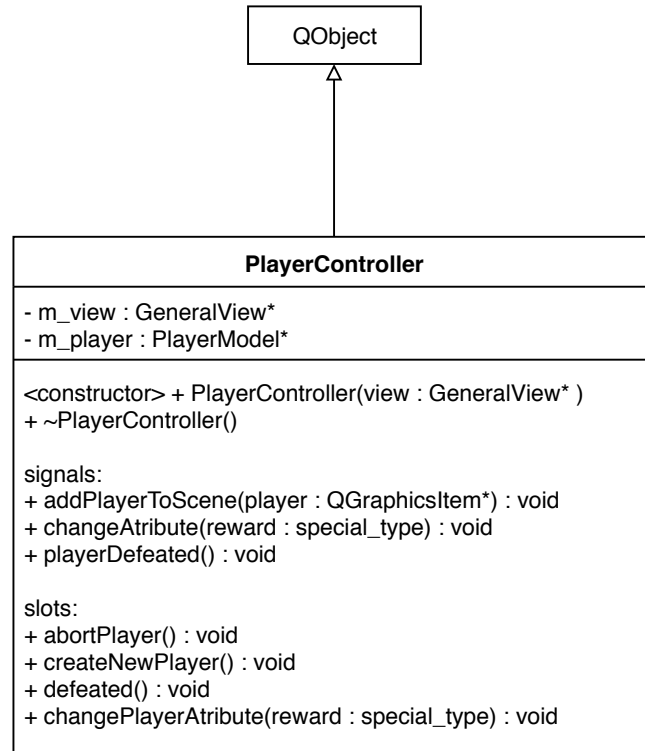 QObject
PlayerController
- m_view : GeneralView*
- m_player : PlayerModel*
<constructor> + PlayerController(view : GeneralView* )
+ ~PlayerController()
signals:
+ addPlayerToScene(player : QGraphicsItem*) : void
+ changeAtribute(reward : special_type) : void
+ playerDefeated() : void
slots:
+ abortPlayer() : void
+ createNewPlayer() : void
+ defeated() : void
+ changePlayerAtribute(reward : special_type) : void